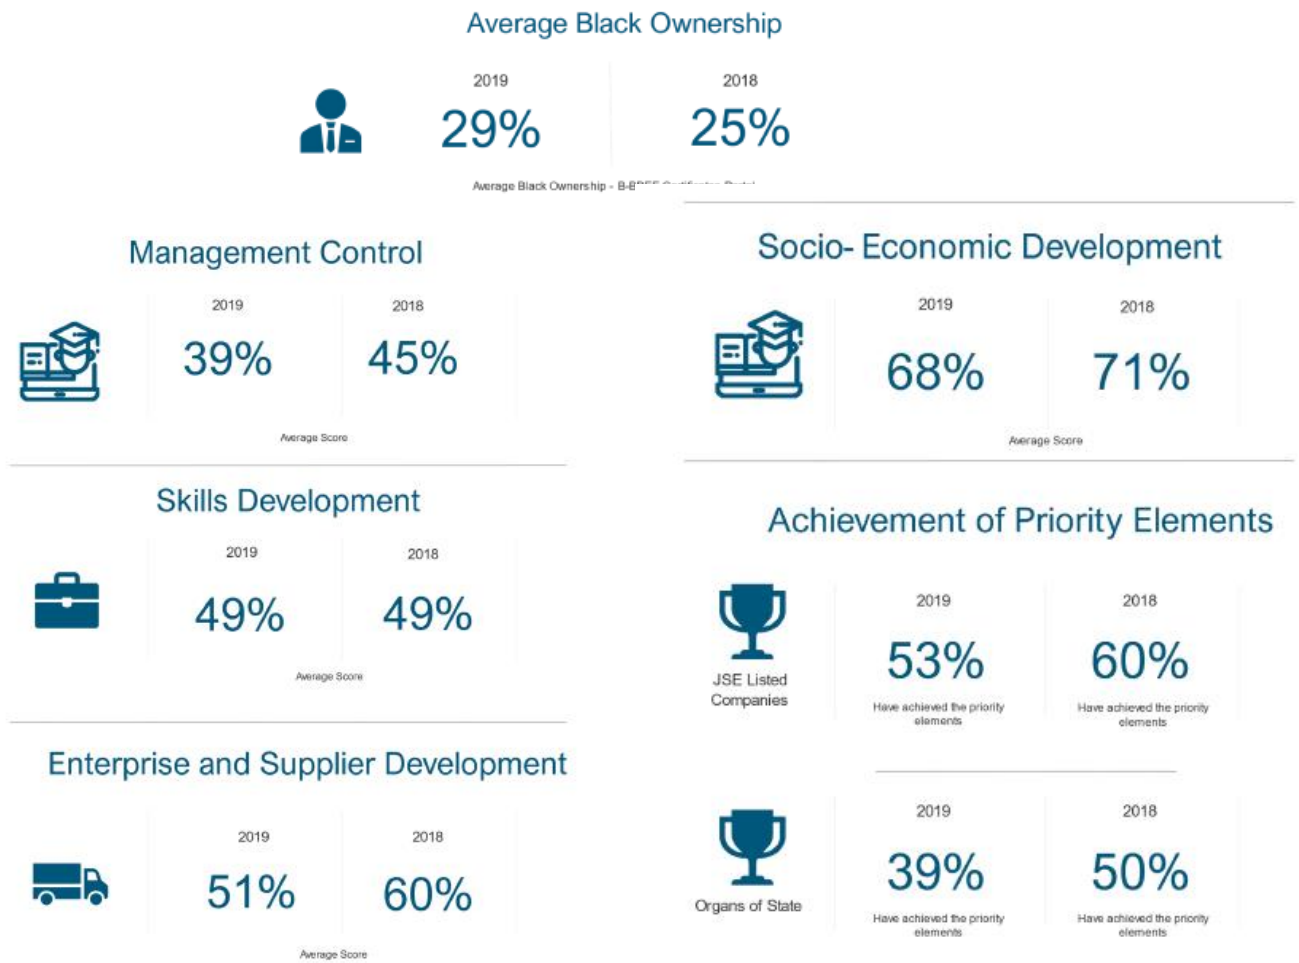 Average Black Ownership
2019
2018
29%
25%
Average Black Ownership -
Management Control
2019
2018
39%
45%
Average Score
Skills Development
2019
2018
49%
49%
Average Score
Enterprise and Supplier Development
2019
2018
51%
60%
Average Score
Socio- Economic Development
2019
2018
68%
71%
Average Score
Achievement of Priority Elements
JSE Listed
Companies
2019
2018
53%
60%
Have achieved the priority
elements
Have achieved the priority
elements
Organs of State
2019
2018
39%
50%
Have achieved the priority
elements
Have achieved the priority
elements